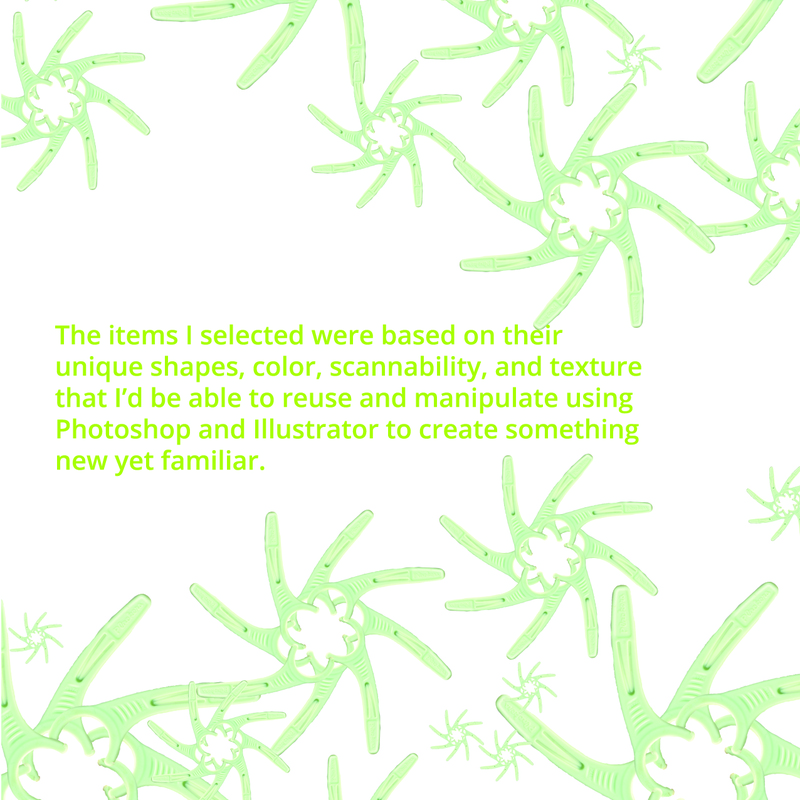 The items I selected were based on their
unique shapes, color, scannability, and texture
that I’d be able to reuse and manipulate using
Photoshop and Illustrator to create something
new yet familiar.